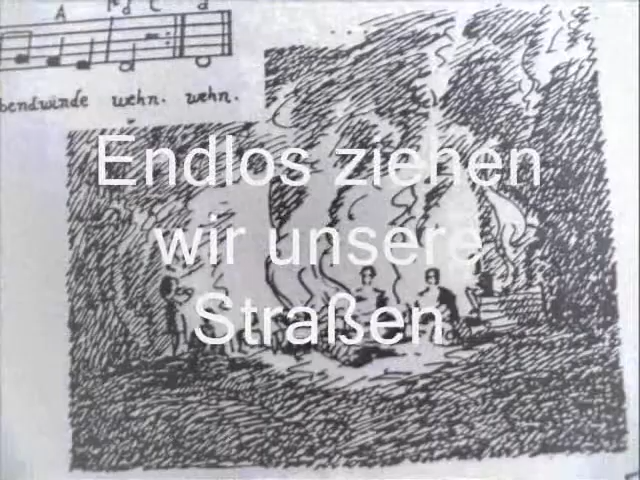 A d C d
bendwinde wehn. wehn.
Endlos ziehen
wir unsere
Straßen